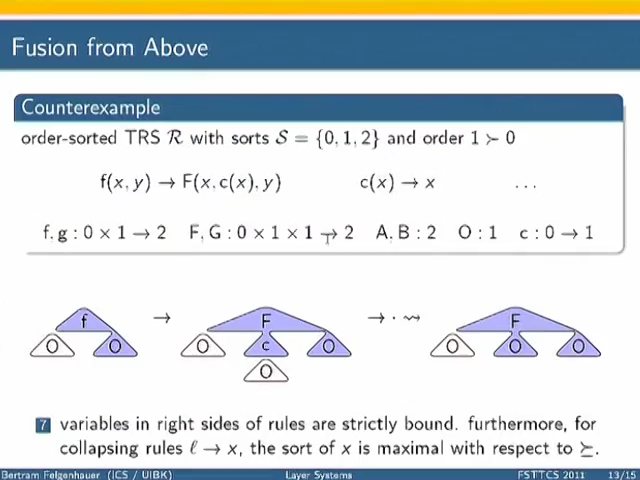 Fusion from Above
Counterexample
order-sorted TRS R with sorts S = {0, 1, 2} and order 1 ≻ 0
f(x, y) → F(x, c(x), y)    c(x) → x    ...
f, g : 0 × 1 → 2    F, G : 0 × 1 × 1 → 2    A, B : 2    O : 1    c : 0 → 1
f → F → · ⇝ F
O O O c O O O O
O
7 variables in right sides of rules are strictly bound. furthermore, for
collapsing rules ℓ → x, the sort of x is maximal with respect to ⪰.
Bertram Felgenhauer (ICS / UIBK)    Layer Systems    FSTTCS 2011    13/15